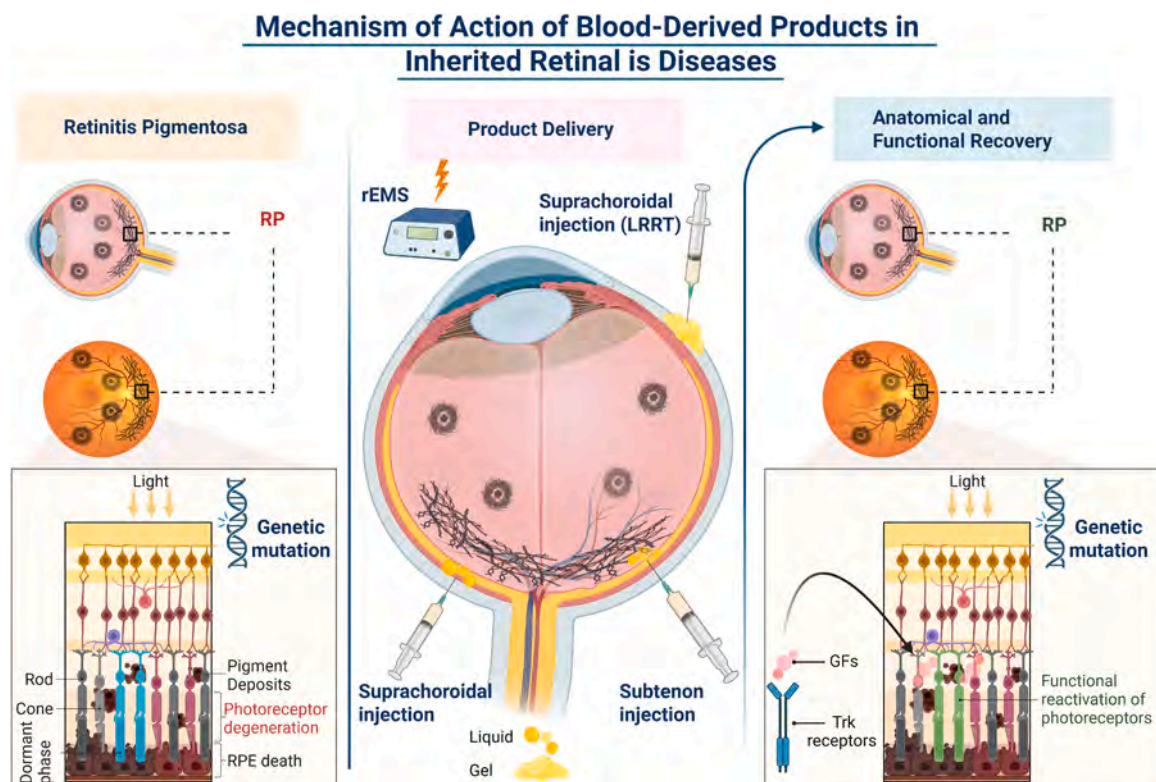 Mechanism of Action of Blood-Derived Products in
Inherited Retinal is Diseases
Retinitis Pigmentosa
RP
Light
Genetic
mutation
Rod
Cone
Dormant
phase
Pigment
Deposits
Photoreceptor
degeneration
RPE death
Product Delivery
rEMS
Suprachoroidal
injection (LRRT)
Suprachoroidal
injection
Subtenon
injection
Liquid
Gel
Anatomical and
Functional Recovery
RP
Light
Genetic
mutation
GFs
Trk
receptors
Functional
reactivation of
photoreceptors